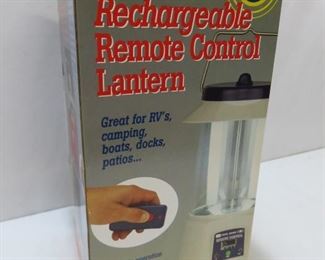 Rechargeable
Remote Control
Lantern
Great for RV's,
camping,
boats, docks,
patios...